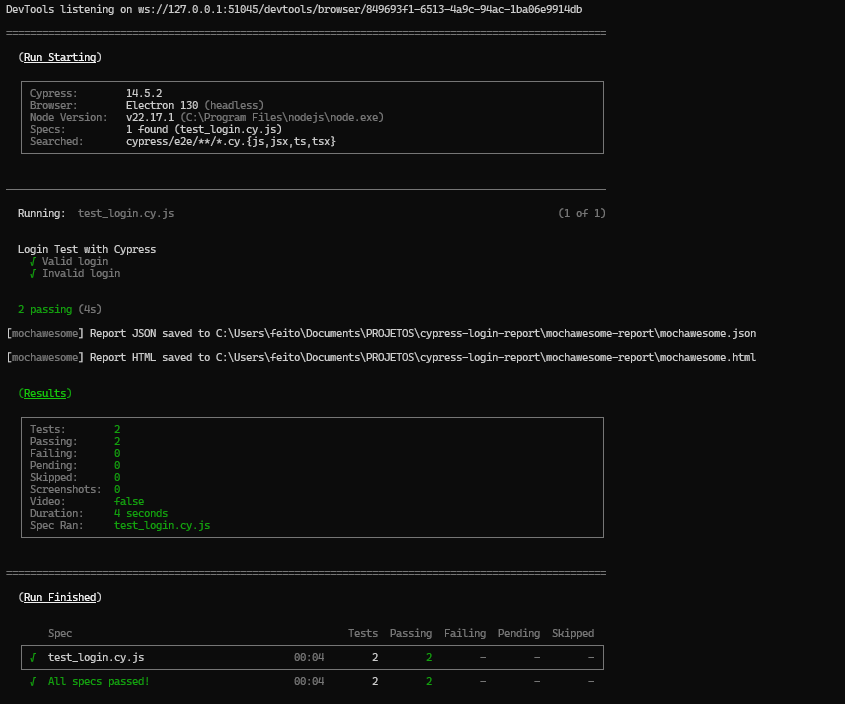 DevTools listening on ws://127.0.0.1:51045/devtools/browser/849693f1-6513-4a9c-94ac-1ba06e9914db
(Run Starting)
Cypress: 14.5.2
Browser: Electron 130 (headless)
Node Version: v22.17.1 (C:\Program Files\nodejs\node.exe)
Specs: 1 found (test_login.cy.js)
Searched: cypress/e2e/**/*.cy.{js,jsx,ts,tsx}
Running: test_login.cy.js (1 of 1)
Login Test with Cypress
√ Valid login
√ Invalid login
2 passing (4s)
[mochawesome] Report JSON saved to C:\Users\feito\Documents\PROJETOS\cypress-login-report\mochawesome-report\mochawesome.json
[mochawesome] Report HTML saved to C:\Users\feito\Documents\PROJETOS\cypress-login-report\mochawesome-report\mochawesome.html
(Results)
Tests: 2
Passing: 2
Failing: 0
Pending: 0
Skipped: 0
Screenshots: 0
Video: false
Duration: 4 seconds
Spec Ran: test_login.cy.js
(Run Finished)
Spec Tests Passing Failing Pending Skipped
√ test_login.cy.js 00:04 2 2 - - -
√ All specs passed! 00:04 2 2 - - -